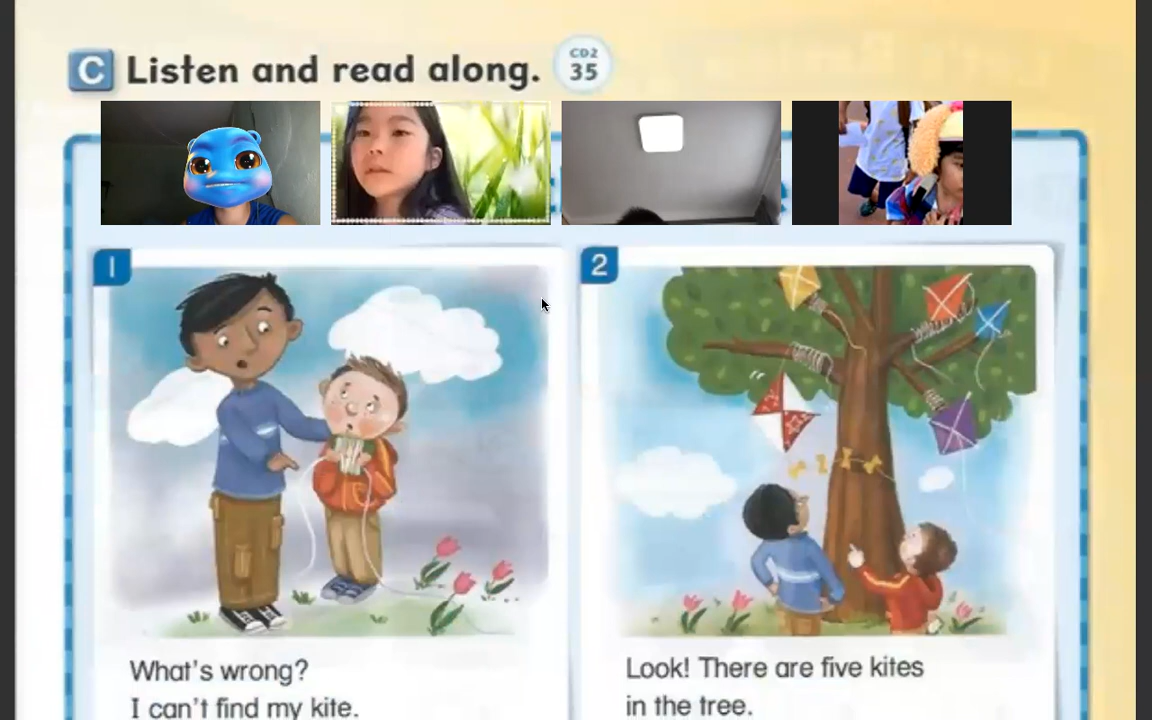 C Listen and read along. CD2 35
1
What's wrong?
I can't find my kite.
2
Look! There are five kites
in the tree.